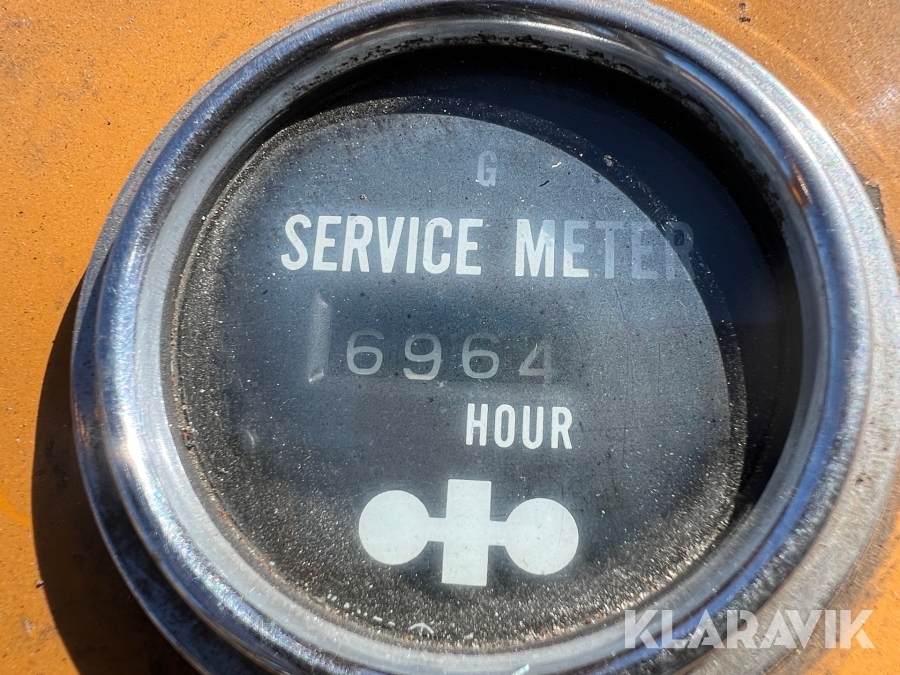 G
SERVICE METER
6964
HOUR
KLARAVIK